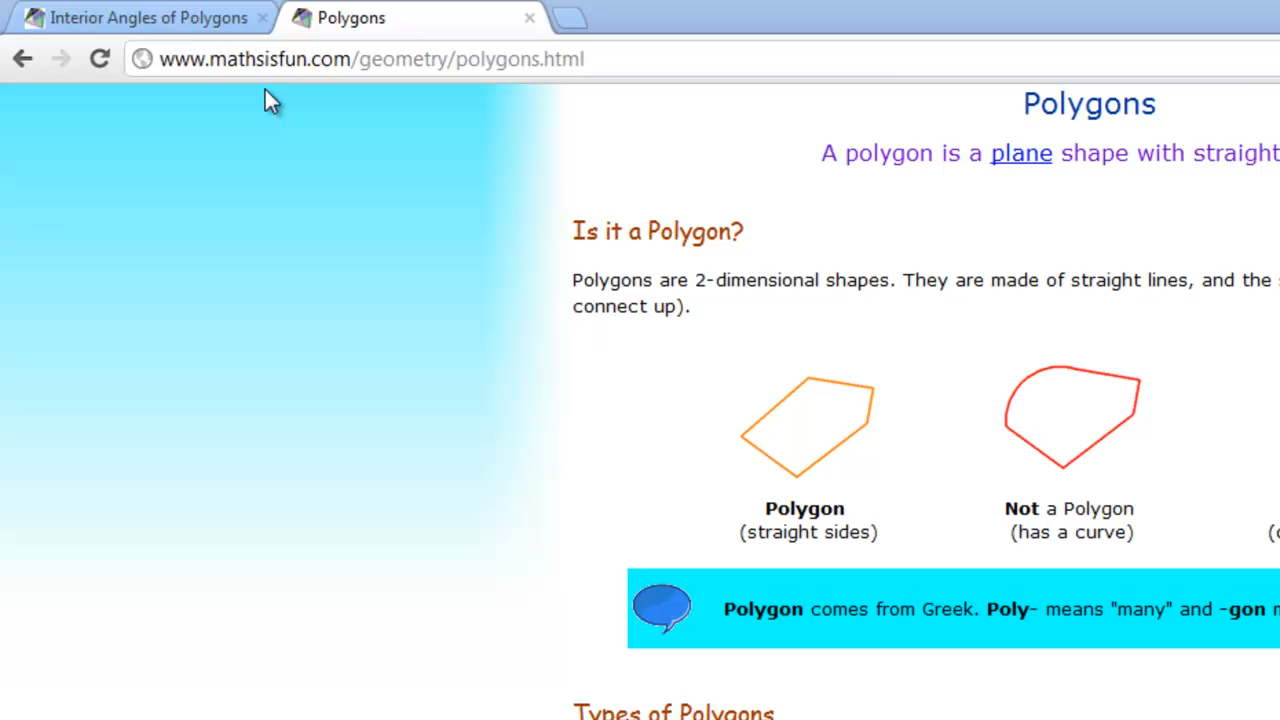 Interior Angles of Polygons
Polygons
www.mathsisfun.com/geometry/polygons.html
Polygons
A polygon is a plane shape with straight
Is it a Polygon?
Polygons are 2-dimensional shapes. They are made of straight lines, and the
connect up).
Polygon
(straight sides)
Not a Polygon
(has a curve)
Polygon comes from Greek. Poly- means "many" and -gon
Types of Polygons